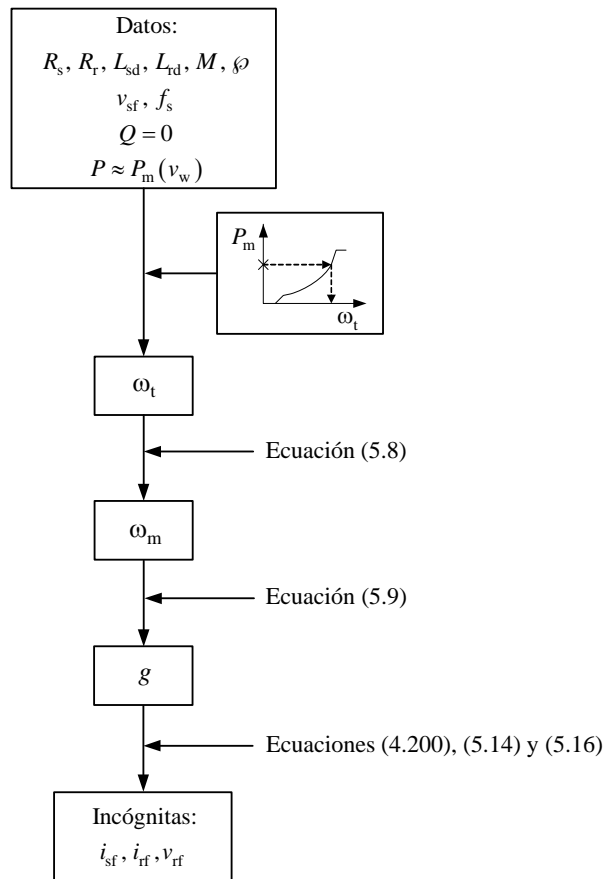 Datos:
R_s, R_r, L_sd, L_rd, M, ℘
v_sf, f_s
Q = 0
P ≈ P_m(v_w)
P_m
ω_t
ω_t
Ecuación (5.8)
ω_m
Ecuación (5.9)
g
Ecuaciones (4.200), (5.14) y (5.16)
Incógnitas:
i_sf, i_rf, v_rf